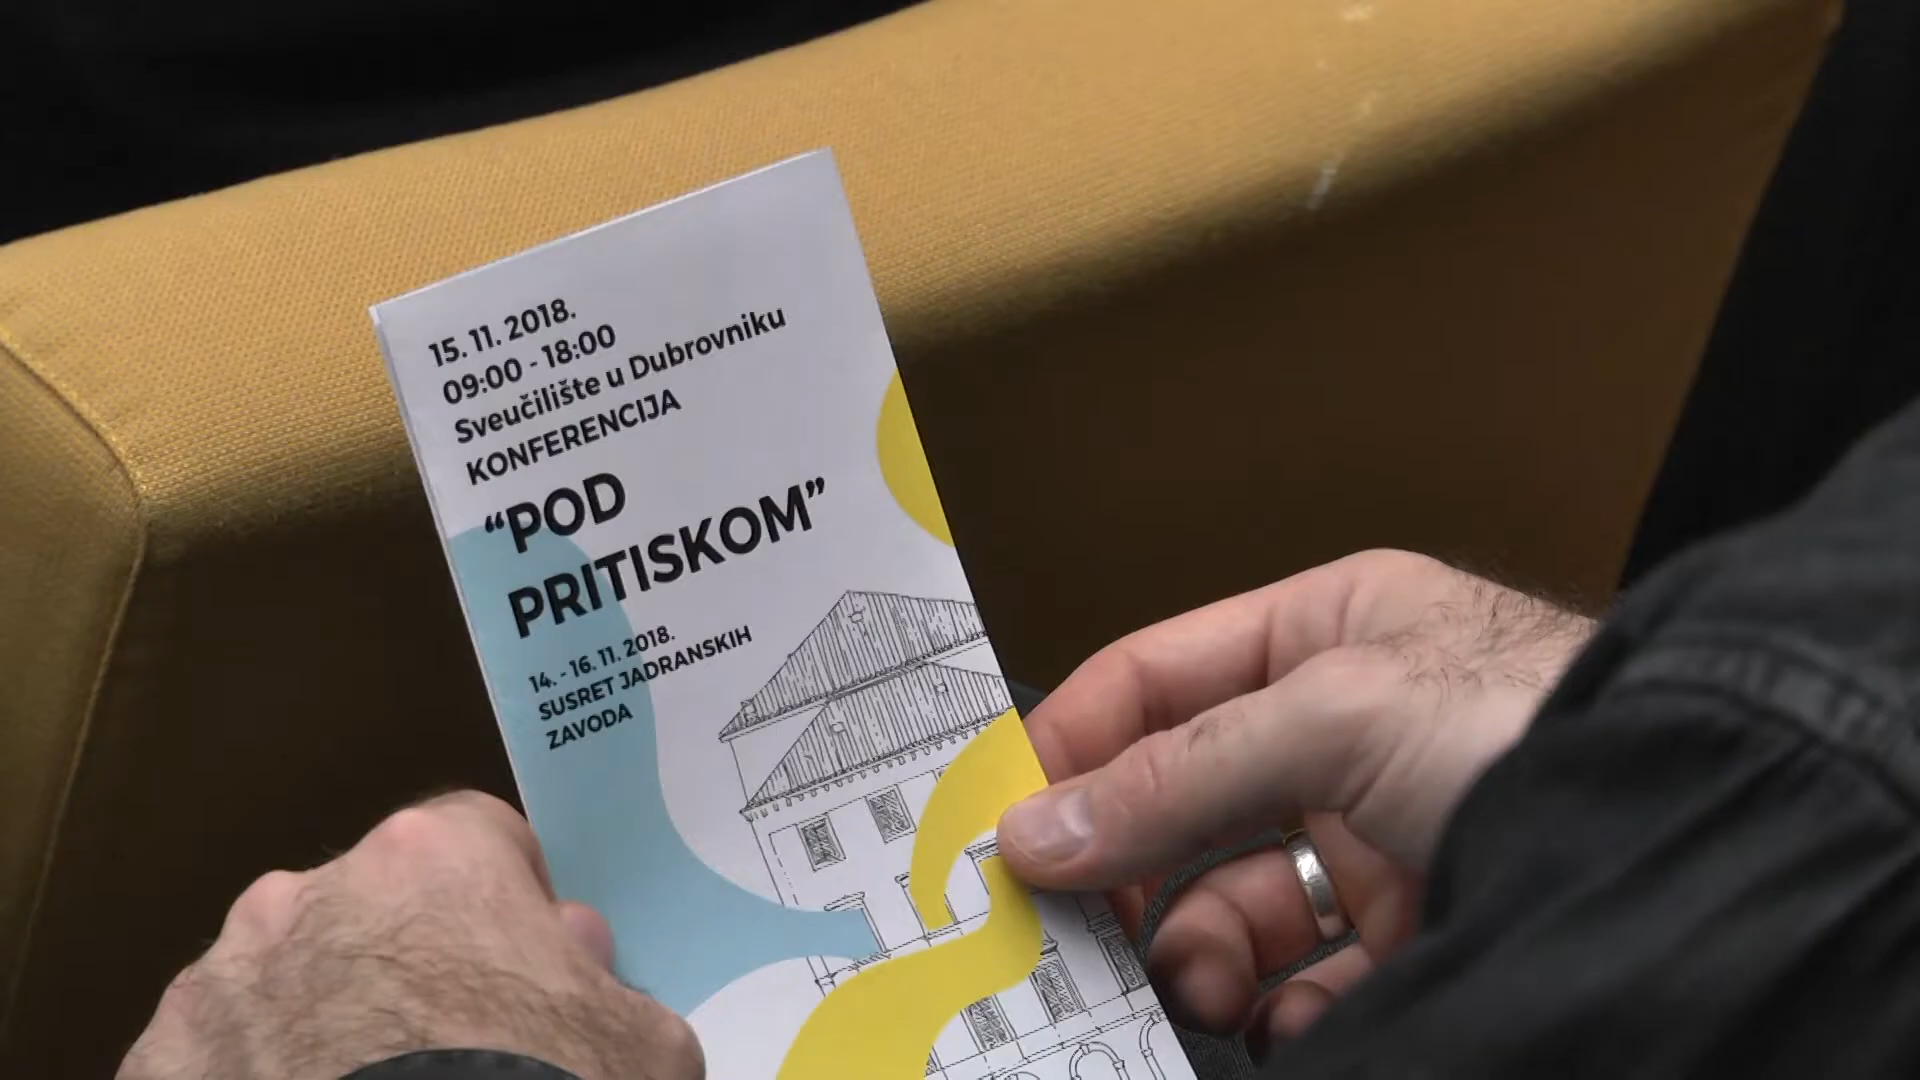 15. 11. 2018.
09:00 - 18:00
Sveučilište u Dubrovniku
KONFERENCIJA
“POD
PRITISKOM”
14. - 16. 11. 2018.
SUSRET JADRANSKIH
ZAVODA